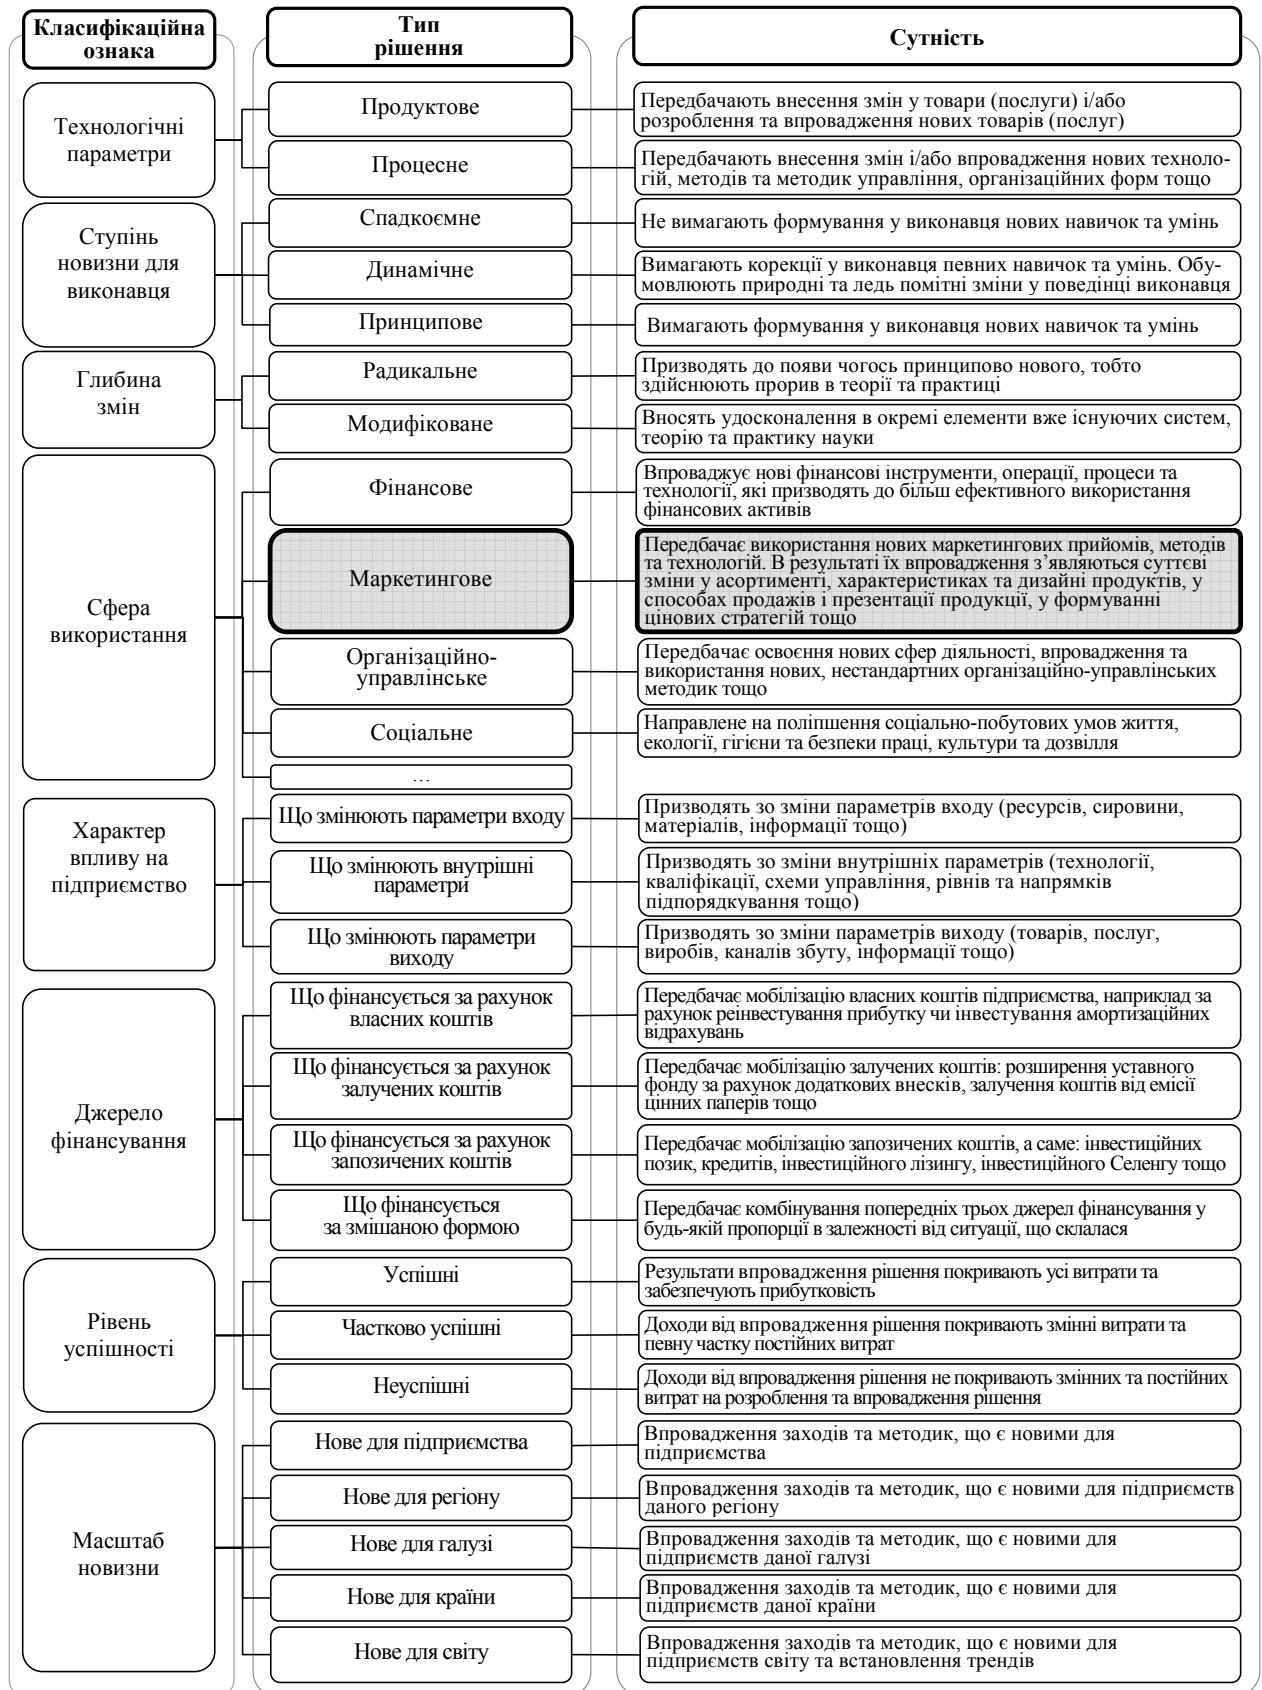 Класифікаційна
ознака
Тип
рішення
Сутність
Технологічні
параметри
Продуктове
Передбачають внесення змін у товари (послуги) і/або
розроблення та впровадження нових товарів (послуг)
Процесне
Передбачають внесення змін і/або впровадження нових техноло-
гій, методів та методик управління, організаційних форм тощо
Ступінь
новизни для
виконавця
Спадкоємне
Не вимагають формування у виконавця нових навичок та умінь
Динамічне
Вимагають корекції у виконавця певних навичок та умінь. Обу-
мовлюють природні та ледь помітні зміни у поведінці виконавця
Принципове
Вимагають формування у виконавця нових навичок та умінь
Глибина
змін
Радикальне
Призводять до появи чогось принципово нового, тобто
здійснюють прорив в теорії та практиці
Модифіковане
Вносять удосконалення в окремі елементи вже існуючих систем,
теорію та практику науки
Сфера
використання
Фінансове
Впроваджує нові фінансові інструменти, операції, процеси та
технології, які призводять до більш ефективного використання
фінансових активів
Маркетингове
Передбачає використання нових маркетингових прийомів, методів
та технологій. В результаті їх впровадження з’являються суттєві
зміни у асортименті, характеристиках та дизайні продуктів, у
способах продажів і презентації продукції, у формуванні
цінових стратегій тощо
Організаційно-
управлінське
Передбачає освоєння нових сфер діяльності, впровадження та
використання нових, нестандартних організаційно-управлінських
методик тощо
Соціальне
Направлене на поліпшення соціально-побутових умов життя,
екології, гігієни та безпеки праці, культури та дозвілля
…
Характер
впливу на
підприємство
Що змінюють параметри входу
Призводять зо зміни параметрів входу (ресурсів, сировини,
матеріалів, інформації тощо)
Що змінюють внутрішні
параметри
Призводять зо зміни внутрішніх параметрів (технології,
кваліфікації, схеми управління, рівнів та напрямків
підпорядкування тощо)
Що змінюють параметри
виходу
Призводять зо зміни параметрів виходу (товарів, послуг,
виробів, каналів збуту, інформації тощо)
Джерело
фінансування
Що фінансується за рахунок
власних коштів
Передбачає мобілізацію власних коштів підприємства, наприклад за
рахунок реінвестування прибутку чи інвестування амортизаційних
відрахувань
Що фінансується за рахунок
залучених коштів
Передбачає мобілізацію залучених коштів: розширення уставного
фонду за рахунок додаткових внесків, залучення коштів від емісії
цінних паперів тощо
Що фінансується за рахунок
запозичених коштів
Передбачає мобілізацію запозичених коштів, а саме: інвестиційних
позик, кредитів, інвестиційного лізингу, інвестиційного Селенгу тощо
Що фінансується
за змішаною формою
Передбачає комбінування попередніх трьох джерел фінансування у
будь-якій пропорції в залежності від ситуації, що склалася
Рівень
успішності
Успішні
Результати впровадження рішення покривають усі витрати та
забезпечують прибутковість
Частково успішні
Доходи від впровадження рішення покривають змінні витрати та
певну частку постійних витрат
Неуспішні
Доходи від впровадження рішення не покривають змінних та постійних
витрат на розроблення та впровадження рішення
Масштаб
новизни
Нове для підприємства
Впровадження заходів та методик, що є новими для
підприємства
Нове для регіону
Впровадження заходів та методик, що є новими для підприємств
даного регіону
Нове для галузі
Впровадження заходів та методик, що є новими для
підприємств даної галузі
Нове для країни
Впровадження заходів та методик, що є новими для
підприємств даної країни
Нове для світу
Впровадження заходів та методик, що є новими для
підприємств світу та встановлення трендів